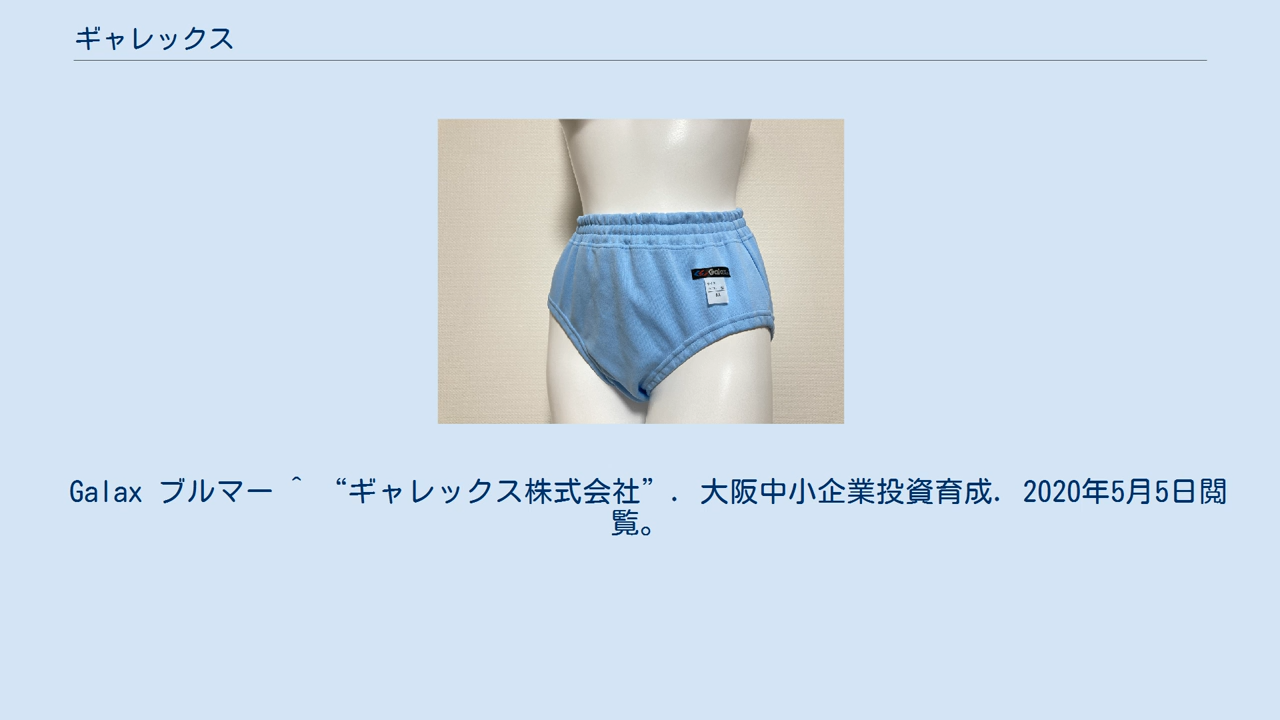 ギャレックス
Galax
Galax ブルマー ^ “ギャレックス株式会社”. 大阪中小企業投資育成. 2020年5月5日閲
覧。